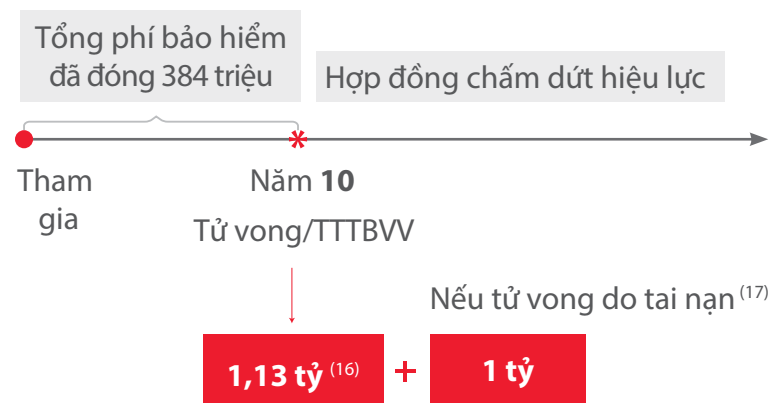 Tổng phí bảo hiểm
đã đóng 384 triệu
Hợp đồng chấm dứt hiệu lực
Tham
gia
Năm 10
Tử vong/TTTBVV
Nếu tử vong do tai nạn (17)
1,13 tỷ (16) + 1 tỷ